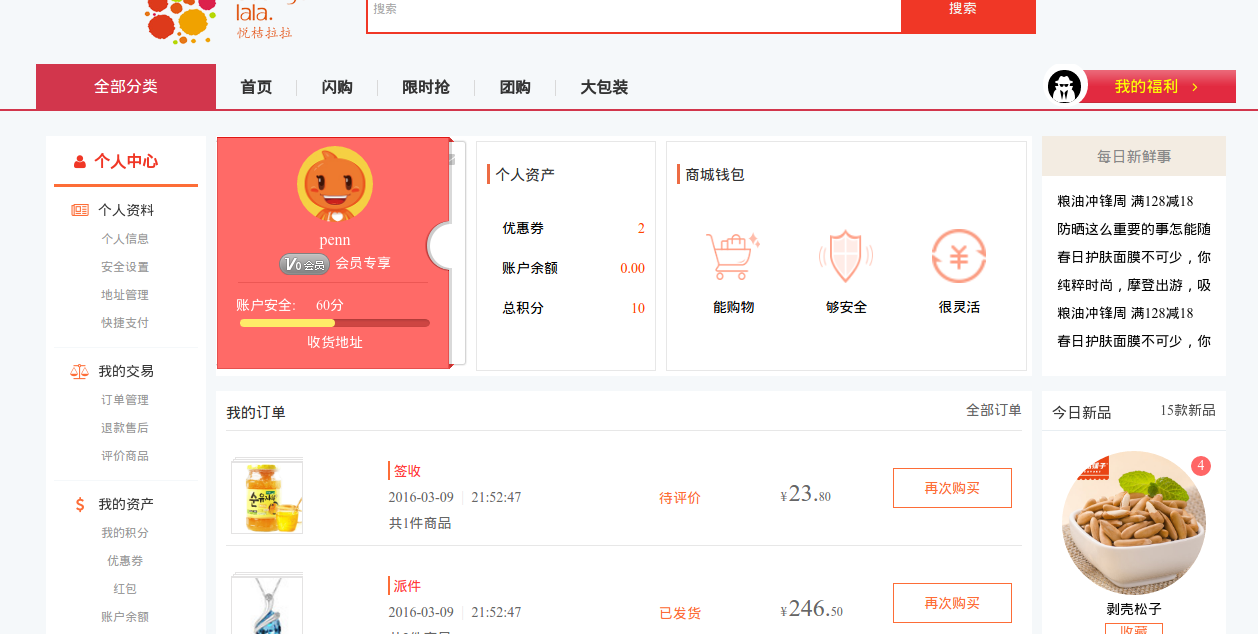 lala.
悦桔拉拉
搜索
搜索
全部分类
首页
闪购
限时抢
团购
大包装
我的福利 >
个人中心
个人资料
个人信息
安全设置
地址管理
快捷支付
我的交易
订单管理
退款售后
评价商品
$ 我的资产
我的积分
优惠券
红包
账户余额
penn
V0 会员 会员专享
账户安全: 60分
收货地址
个人资产
优惠券 2
账户余额 0.00
总积分 10
商城钱包
¥
能购物
够安全
很灵活
每日新鲜事
粮油冲锋周 满128减18
防晒这么重要的事怎能随
春日护肤面膜不可少，你
纯粹时尚，摩登出游，吸
粮油冲锋周 满128减18
春日护肤面膜不可少，你
我的订单
全部订单
签收
2016-03-09 | 21:52:47
共1件商品
待评价
¥23.80
再次购买
派件
2016-03-09 | 21:52:47
已发货
¥246.50
再次购买
今日新品
15款新品
4
剥壳松子
收藏